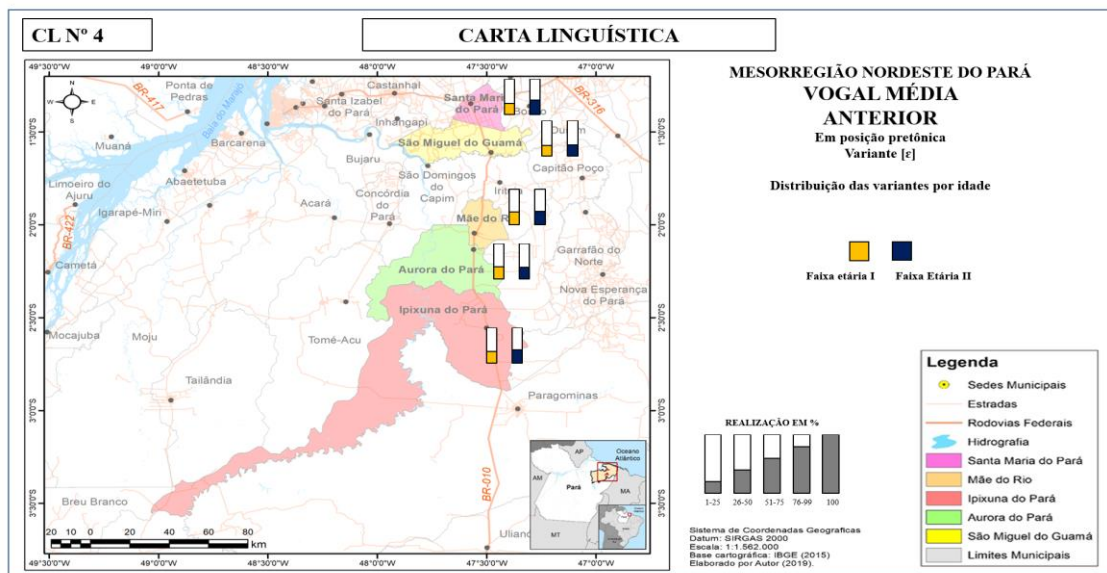 CL Nº 4
CARTA LINGUÍSTICA
49°30'0"S
49°0'0"S
48°30'0"S
48°0'0"S
47°30'0"S
47°0'0"S
MESORREGIÃO NORDESTE DO PARÁ
VOGAL MÉDIA
ANTERIOR
Em posição pretônica
Variante [ε]
Distribuição das variantes por idade
Faixa etária I
Faixa Etária II
N
W
E
S
BR-417
Ponta de
Pedras
Baía do Marajó
Castanhal
Santa Izabel
do Pará
Inhangapi
Santa Maria
do Pará
BR-316
1°30'0"S
Muaná
Barcarena
Bujaru
São Miguel do Guamá
Capitão Poço
Limoeiro do
Ajuru
Abaetetuba
São Domingos
do
Capim
Igarapé-Miri
Acará
Concórdia
do
Pará
Mãe do R
2°0'0"S
BR-422
Cametá
Garrafão do
Norte
Aurora do Pará
Nova Esperança
do Pará
Ipixuna do Pará
2°30'0"S
Mocajuba
Moju
Tomé-Acu
Tailândia
Paragominas
3°0'0"S
Breu Branco
BR-010
3°30'0"S
Ulian
20 10 0 20 40 60 80
km
AP
Oceano
Atlântico
AM
Pará
MA
MT
TO
REALIZAÇÃO EM %
1-25
26-50
51-75
76-99
100
Sistema de Coordenadas Geograficas
Datum: SIRGAS 2000
Escala: 1:1.562.000
Base cartográfica: IBGE (2015)
Elaborado por Autor (2019).
Legenda
Sedes Municipais
Estradas
Rodovias Federais
Hidrografia
Santa Maria do Pará
Mãe do Rio
Ipixuna do Pará
Aurora do Pará
São Miguel do Guamá
Limites Municipais